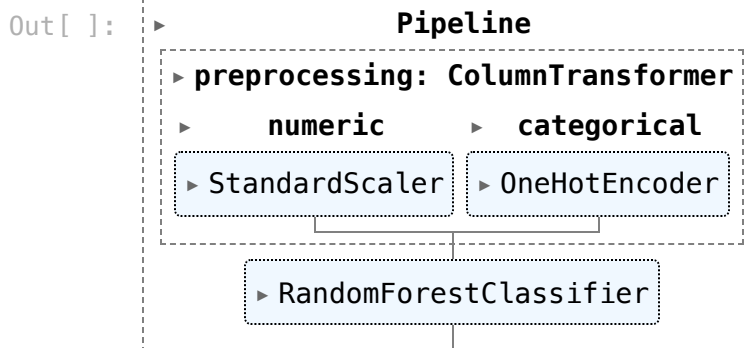 Out[ ]: Pipeline
preprocessing: ColumnTransformer
numeric categorical
StandardScaler OneHotEncoder
RandomForestClassifier